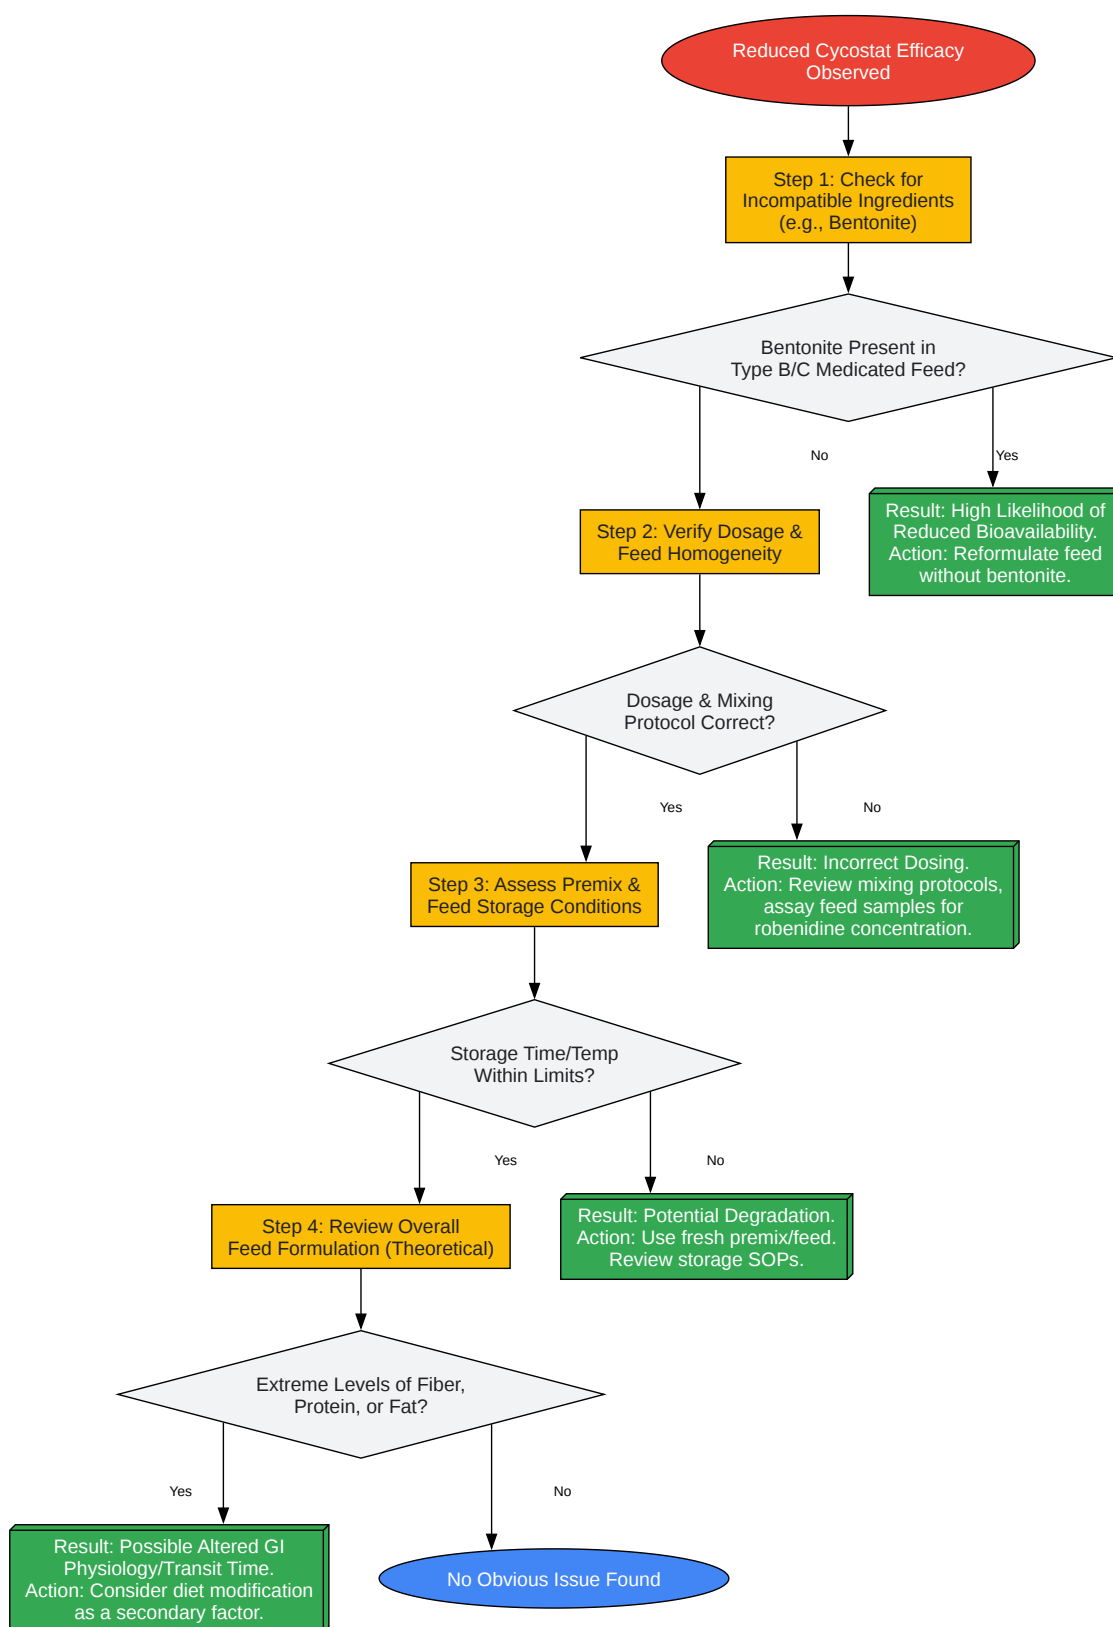 Reduced Cycostat Efficacy
Observed
Step 1: Check for
Incompatible Ingredients
(e.g., Bentonite)
Bentonite Present in
Type B/C Medicated Feed?
No
Yes
Result: High Likelihood of
Reduced Bioavailability.
Action: Reformulate feed
without bentonite.
Step 2: Verify Dosage &
Feed Homogeneity
Dosage & Mixing
Protocol Correct?
Yes
No
Result: Incorrect Dosing.
Action: Review mixing protocols,
assay feed samples for
robenidine concentration.
Step 3: Assess Premix &
Feed Storage Conditions
Storage Time/Temp
Within Limits?
Yes
No
Result: Potential Degradation.
Action: Use fresh premix/feed.
Review storage SOPs.
Step 4: Review Overall
Feed Formulation (Theoretical)
Extreme Levels of Fiber,
Protein, or Fat?
Yes
No
Result: Possible Altered GI
Physiology/Transit Time.
Action: Consider diet modification
as a secondary factor.
No Obvious Issue Found